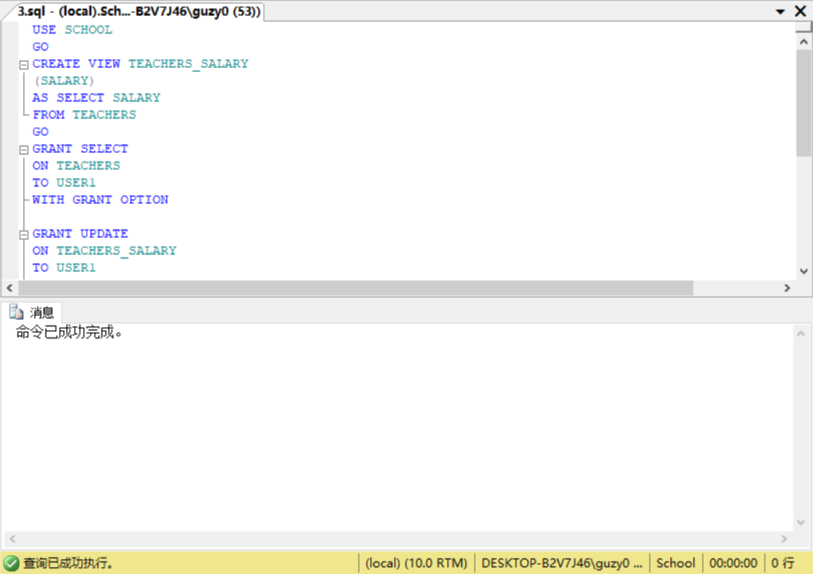 3.sql - (local).Sch...-B2V7J46\guzy0 (53))
USE SCHOOL
GO
CREATE VIEW TEACHERS_SALARY
(SALARY)
AS SELECT SALARY
FROM TEACHERS
GO
GRANT SELECT
ON TEACHERS
TO USER1
WITH GRANT OPTION
GRANT UPDATE
ON TEACHERS_SALARY
TO USER1
消息
命令已成功完成。
查询已成功执行。 (local) (10.0 RTM) DESKTOP-B2V7J46\guzy0 ... School 00:00:00 0 行